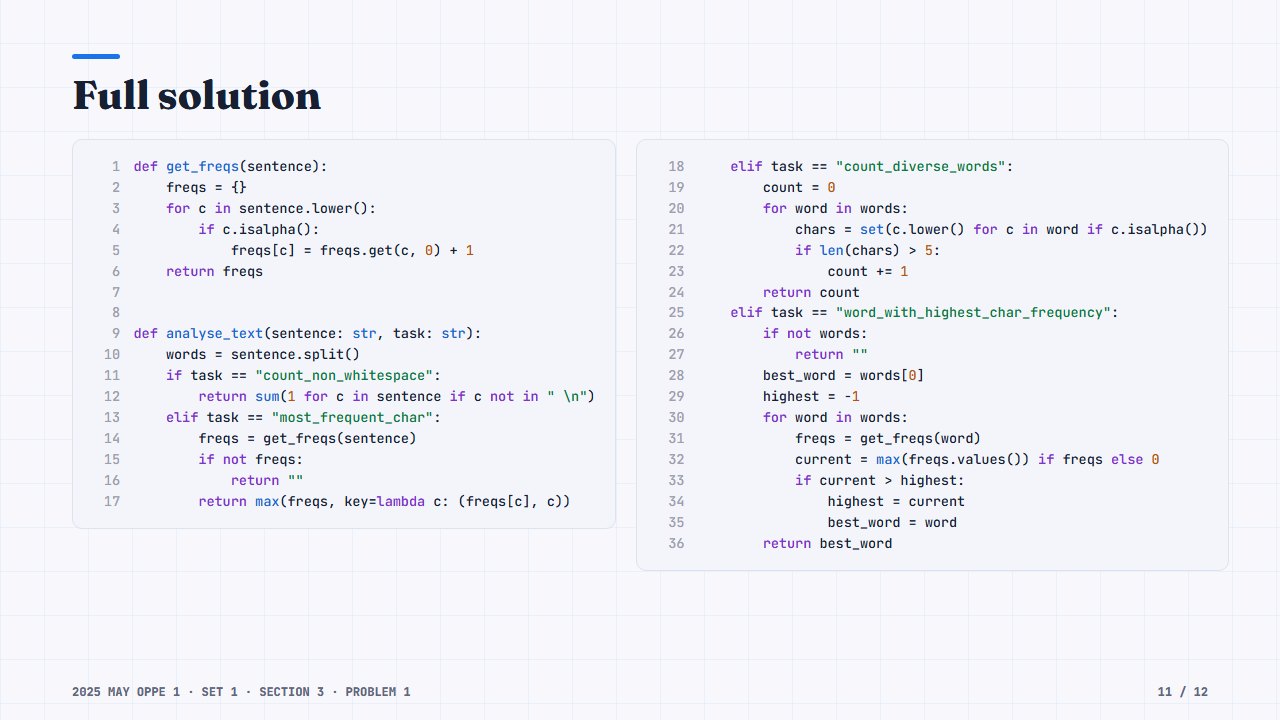 Full solution
1 def get_freqs(sentence):
2     freqs = {}
3     for c in sentence.lower():
4         if c.isalpha():
5             freqs[c] = freqs.get(c, 0) + 1
6     return freqs
7
8
9 def analyse_text(sentence: str, task: str):
10     words = sentence.split()
11     if task == "count_non_whitespace":
12         return sum(1 for c in sentence if c not in " \n")
13     elif task == "most_frequent_char":
14         freqs = get_freqs(sentence)
15         if not freqs:
16             return ""
17         return max(freqs, key=lambda c: (freqs[c], c))
18     elif task == "count_diverse_words":
19         count = 0
20         for word in words:
21             chars = set(c.lower() for c in word if c.isalpha())
22             if len(chars) > 5:
23                 count += 1
24         return count
25     elif task == "word_with_highest_char_frequency":
26         if not words:
27             return ""
28         best_word = words[0]
29         highest = -1
30         for word in words:
31             freqs = get_freqs(word)
32             current = max(freqs.values()) if freqs else 0
33             if current > highest:
34                 highest = current
35                 best_word = word
36         return best_word
2025 MAY OPPE 1 · SET 1 · SECTION 3 · PROBLEM 1
11 / 12